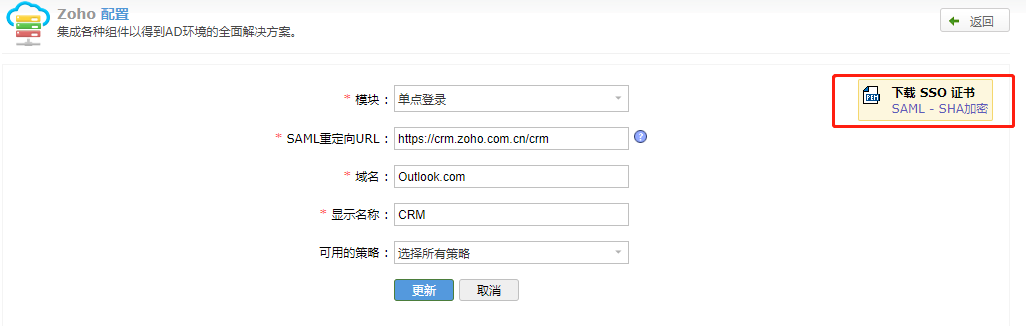 Zoho 配置
集成各种组件以得到AD环境的全面解决方案。
返回
* 模块 : 单点登录
下载 SSO 证书
SAML - SHA加密
PEM
* SAML重定向URL : https://crm.zoho.com.cn/crm ?
* 域名 : Outlook.com
* 显示名称 : CRM
可用的策略 : 选择所有策略
更新 取消